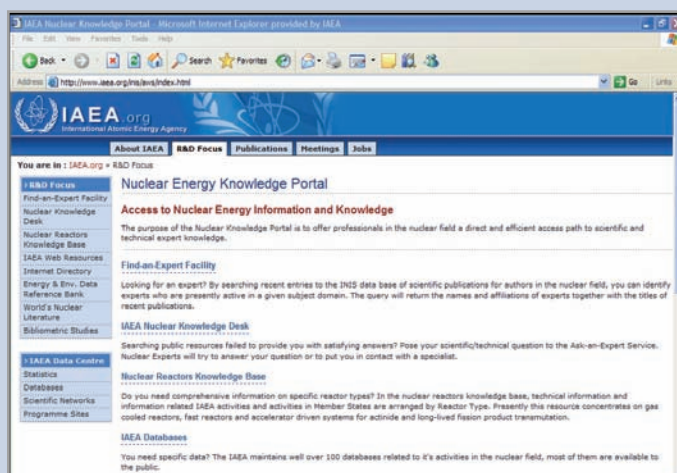 IAEA Nuclear Knowledge Portal - Microsoft Internet Explorer provided by IAEA
File Edit View Favorites Tools Help
Back Search Favorites
Address http://www.iaea.org/inis/aws/index.html Go Links
IAEA.org
International Atomic Energy Agency
About IAEA R&D Focus Publications Meetings Jobs
You are in : IAEA.org » R&D Focus
› R&D Focus
Find-an-Expert Facility
Nuclear Knowledge
Desk
Nuclear Reactors
Knowledge Base
IAEA Web Resources
Internet Directory
Energy & Env. Data
Reference Bank
World's Nuclear
Literature
Bibliometric Studies
› IAEA Data Centre
Statistics
Databases
Scientific Networks
Programme Sites
Nuclear Energy Knowledge Portal
Access to Nuclear Energy Information and Knowledge
The purpose of the Nuclear Knowledge Portal is to offer professionals in the nuclear field a direct and efficient access path to scientific and
technical expert knowledge.
Find-an-Expert Facility
Looking for an expert? By searching recent entries to the INIS data base of scientific publications for authors in the nuclear field, you can identify
experts who are presently active in a given subject domain. The query will return the names and affiliations of experts together with the titles of
recent publications.
IAEA Nuclear Knowledge Desk
Searching public resources failed to provide you with satisfying answers? Pose your scientific/technical question to the Ask-an-Expert Service.
Nuclear Experts will try to answer your question or to put you in contact with a specialist.
Nuclear Reactors Knowledge Base
Do you need comprehensive information on specific reactor types? In the nuclear reactors knowledge base, technical information and
information related IAEA activities and activities in Member States are arranged by Reactor Type. Presently this resource concentrates on gas
cooled reactors, fast reactors and accelerator driven systems for actinide and long-lived fission product transmutation.
IAEA Databases
You need specific data? The IAEA maintains well over 100 databases related to it's activities in the nuclear field, most of them are available to
the public.